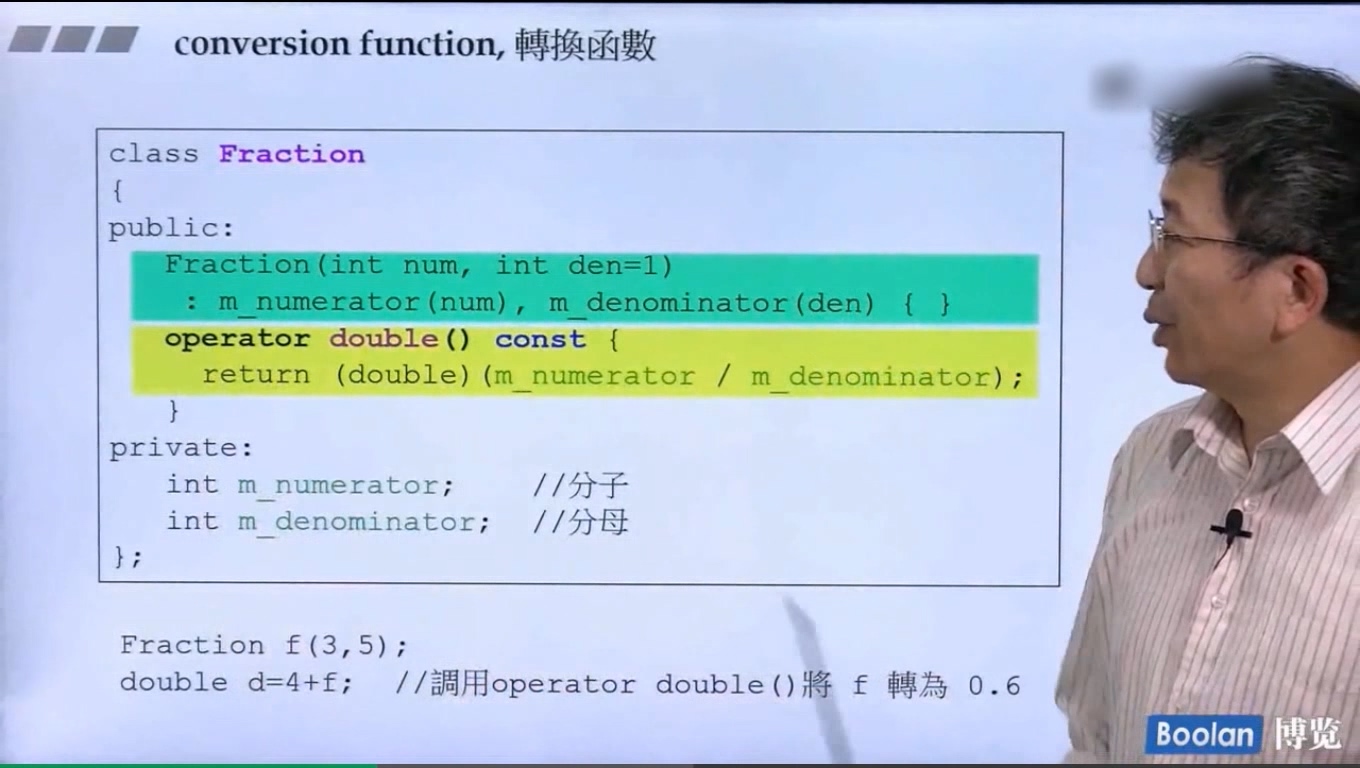 conversion function, 轉換函數
class Fraction
{
public:
Fraction(int num, int den=1)
: m_numerator(num), m_denominator(den) { }
operator double() const {
return (double)(m_numerator / m_denominator);
}
private:
int m_numerator; //分子
int m_denominator; //分母
};
Fraction f(3,5);
double d=4+f; //調用operator double()將 f 轉為 0.6
Boolan 博览